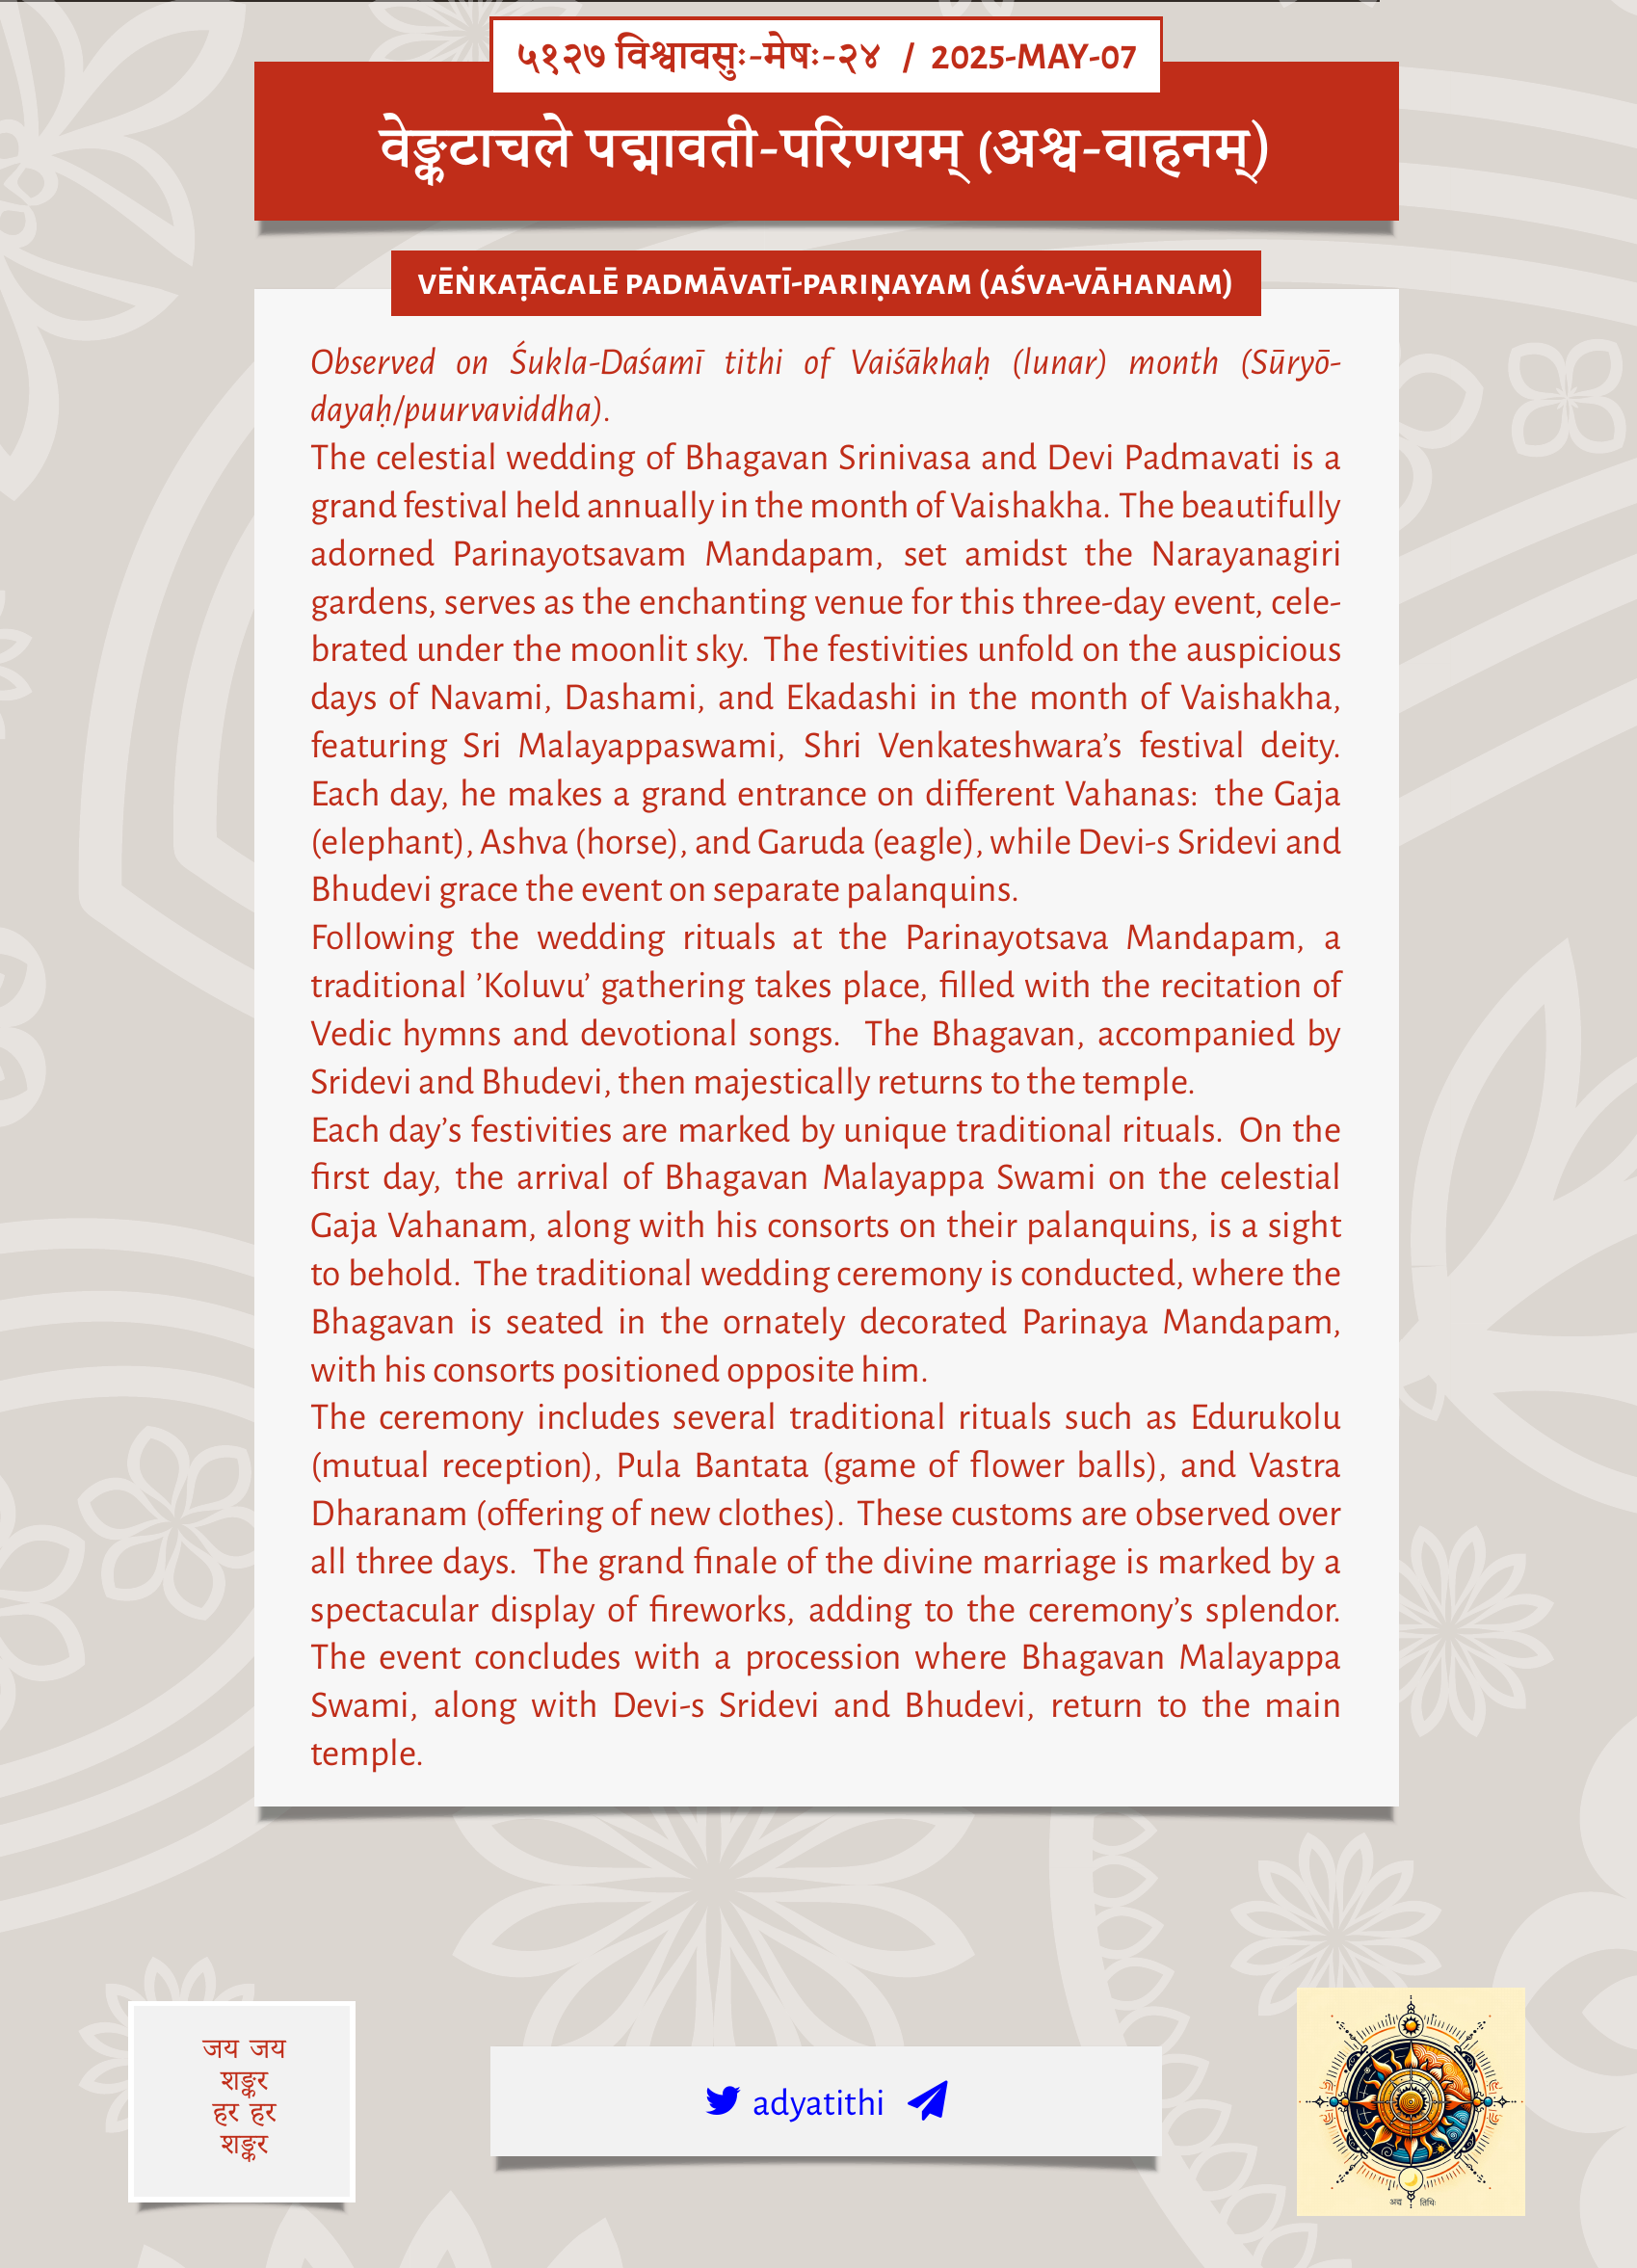 ५१२७ विश्वावसुः-मेषः-२४ / 2025-MAY-07
वेङ्कटाचले पद्मावती-परिणयम् (अश्व-वाहनम्)
VĒṄKAṬĀCALĒ PADMĀVATĪ-PARIṆAYAM (AŚVA-VĀHANAM)
Observed on Śukla-Daśamī tithi of Vaiśākhaḥ (lunar) month (Sūryō-
dayaḥ/puurvaviddha).
The celestial wedding of Bhagavan Srinivasa and Devi Padmavati is a
grand festival held annually in the month of Vaishakha. The beautifully
adorned Parinayotsavam Mandapam, set amidst the Narayanagiri
gardens, serves as the enchanting venue for this three-day event, cele-
brated under the moonlit sky. The festivities unfold on the auspicious
days of Navami, Dashami, and Ekadashi in the month of Vaishakha,
featuring Sri Malayappaswami, Shri Venkateshwara’s festival deity.
Each day, he makes a grand entrance on different Vahanas: the Gaja
(elephant), Ashva (horse), and Garuda (eagle), while Devi-s Sridevi and
Bhudevi grace the event on separate palanquins.
Following the wedding rituals at the Parinayotsava Mandapam, a
traditional ’Koluvu’ gathering takes place, filled with the recitation of
Vedic hymns and devotional songs. The Bhagavan, accompanied by
Sridevi and Bhudevi, then majestically returns to the temple.
Each day’s festivities are marked by unique traditional rituals. On the
first day, the arrival of Bhagavan Malayappa Swami on the celestial
Gaja Vahanam, along with his consorts on their palanquins, is a sight
to behold. The traditional wedding ceremony is conducted, where the
Bhagavan is seated in the ornately decorated Parinaya Mandapam,
with his consorts positioned opposite him.
The ceremony includes several traditional rituals such as Edurukolu
(mutual reception), Pula Bantata (game of flower balls), and Vastra
Dharanam (offering of new clothes). These customs are observed over
all three days. The grand finale of the divine marriage is marked by a
spectacular display of fireworks, adding to the ceremony’s splendor.
The event concludes with a procession where Bhagavan Malayappa
Swami, along with Devi-s Sridevi and Bhudevi, return to the main
temple.
जय जय
शङ्कर
हर हर
शङ्कर
adyatithi
अद्य तिथिः